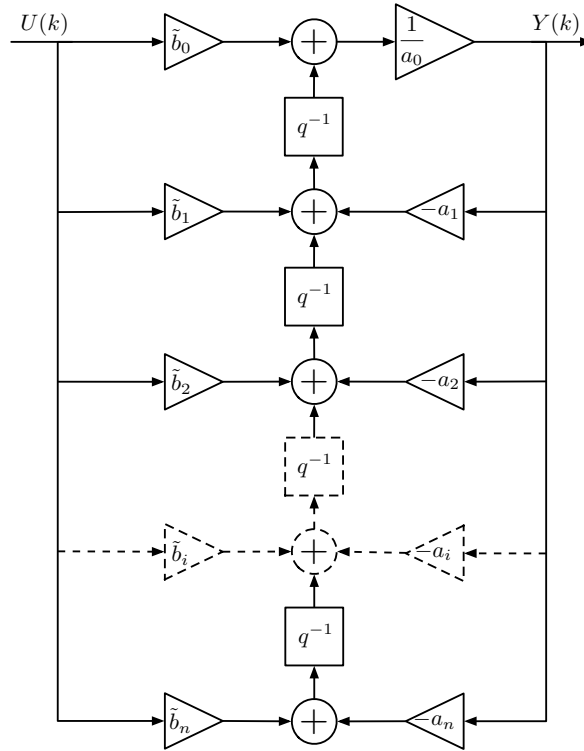 U(k) Y(k)
b̃₀ + 1/a₀
q⁻¹
b̃₁ + −a₁
q⁻¹
b̃₂ + −a₂
q⁻¹
b̃ᵢ + −aᵢ
q⁻¹
b̃ₙ + −aₙ